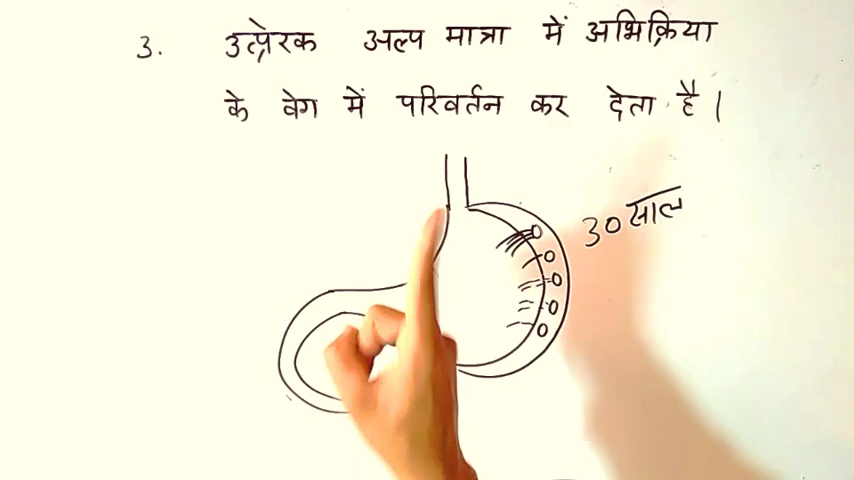 3. उत्प्रेरक अल्प मात्रा में अभिक्रिया
के वेग में परिवर्तन कर देता है।
30 साल